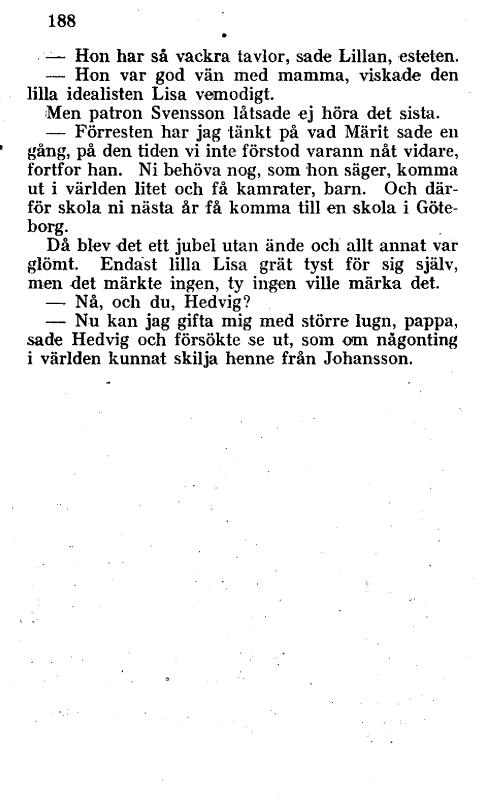 188
— Hon har så vackra tavlor, sade Lillan, esteten.
— Hon var god vän med mamma, viskade den
lilla idealisten Lisa vemodigt.
Men patron Svensson låtsade ej höra det sista.
— Förresten har jag tänkt på vad Märit sade en
gång, på den tiden vi inte förstod varann nåt vidare,
fortfor han. Ni behöva nog, som hon säger, komma
ut i världen litet och få kamrater, barn. Och där-
för skola ni nästa år få komma till en skola i Göte-
borg.
Då blev det ett jubel utan ände och allt annat var
glömt. Endast lilla Lisa grät tyst för sig själv,
men det märkte ingen, ty ingen ville märka det.
— Nå, och du, Hedvig?
— Nu kan jag gifta mig med större lugn, pappa,
sade Hedvig och försökte se ut, som om någonting
i världen kunnat skilja henne från Johansson.